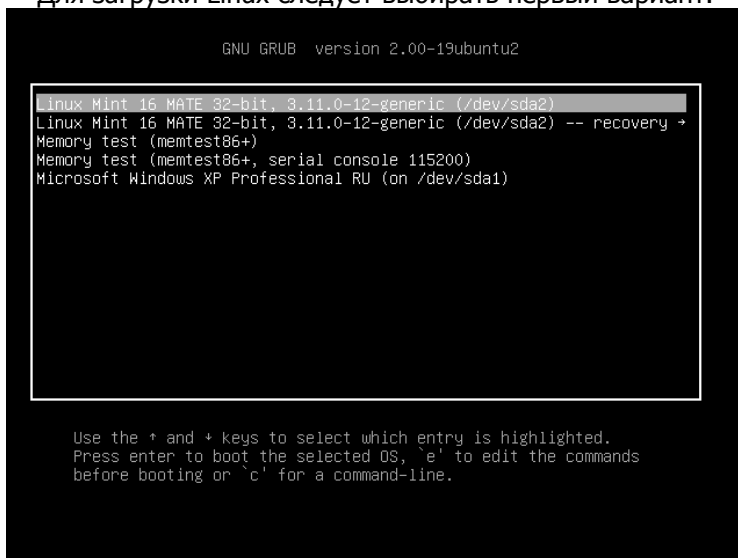 Для загрузки Linux следует выбирать первый вариант.
GNU GRUB version 2.00-19ubuntu2
Linux Mint 16 MATE 32-bit, 3.11.0-12-generic (/dev/sda2)
Linux Mint 16 MATE 32-bit, 3.11.0-12-generic (/dev/sda2) -- recovery →
Memory test (memtest86+)
Memory test (memtest86+, serial console 115200)
Microsoft Windows XP Professional RU (on /dev/sda1)
Use the ↑ and ↓ keys to select which entry is highlighted.
Press enter to boot the selected OS, `e' to edit the commands
before booting or `c' for a command-line.